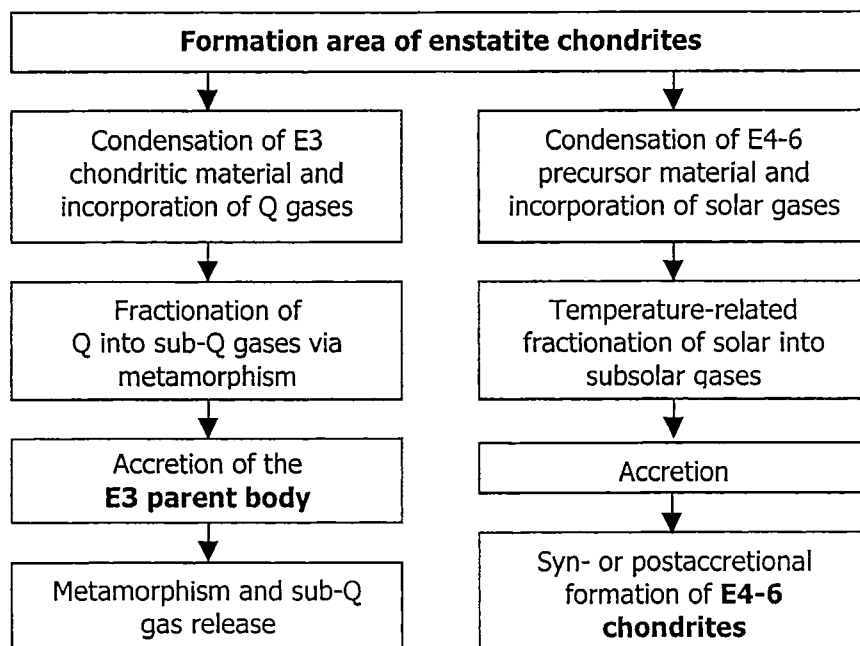 Formation area of enstatite chondrites
Condensation of E3
chondritic material and
incorporation of Q gases
Fractionation of
Q into sub-Q gases via
metamorphism
Accretion of the
E3 parent body
Metamorphism and sub-Q
gas release
Condensation of E4-6
precursor material and
incorporation of solar gases
Temperature-related
fractionation of solar into
subsolar gases
Accretion
Syn- or postaccretional
formation of E4-6
chondrites